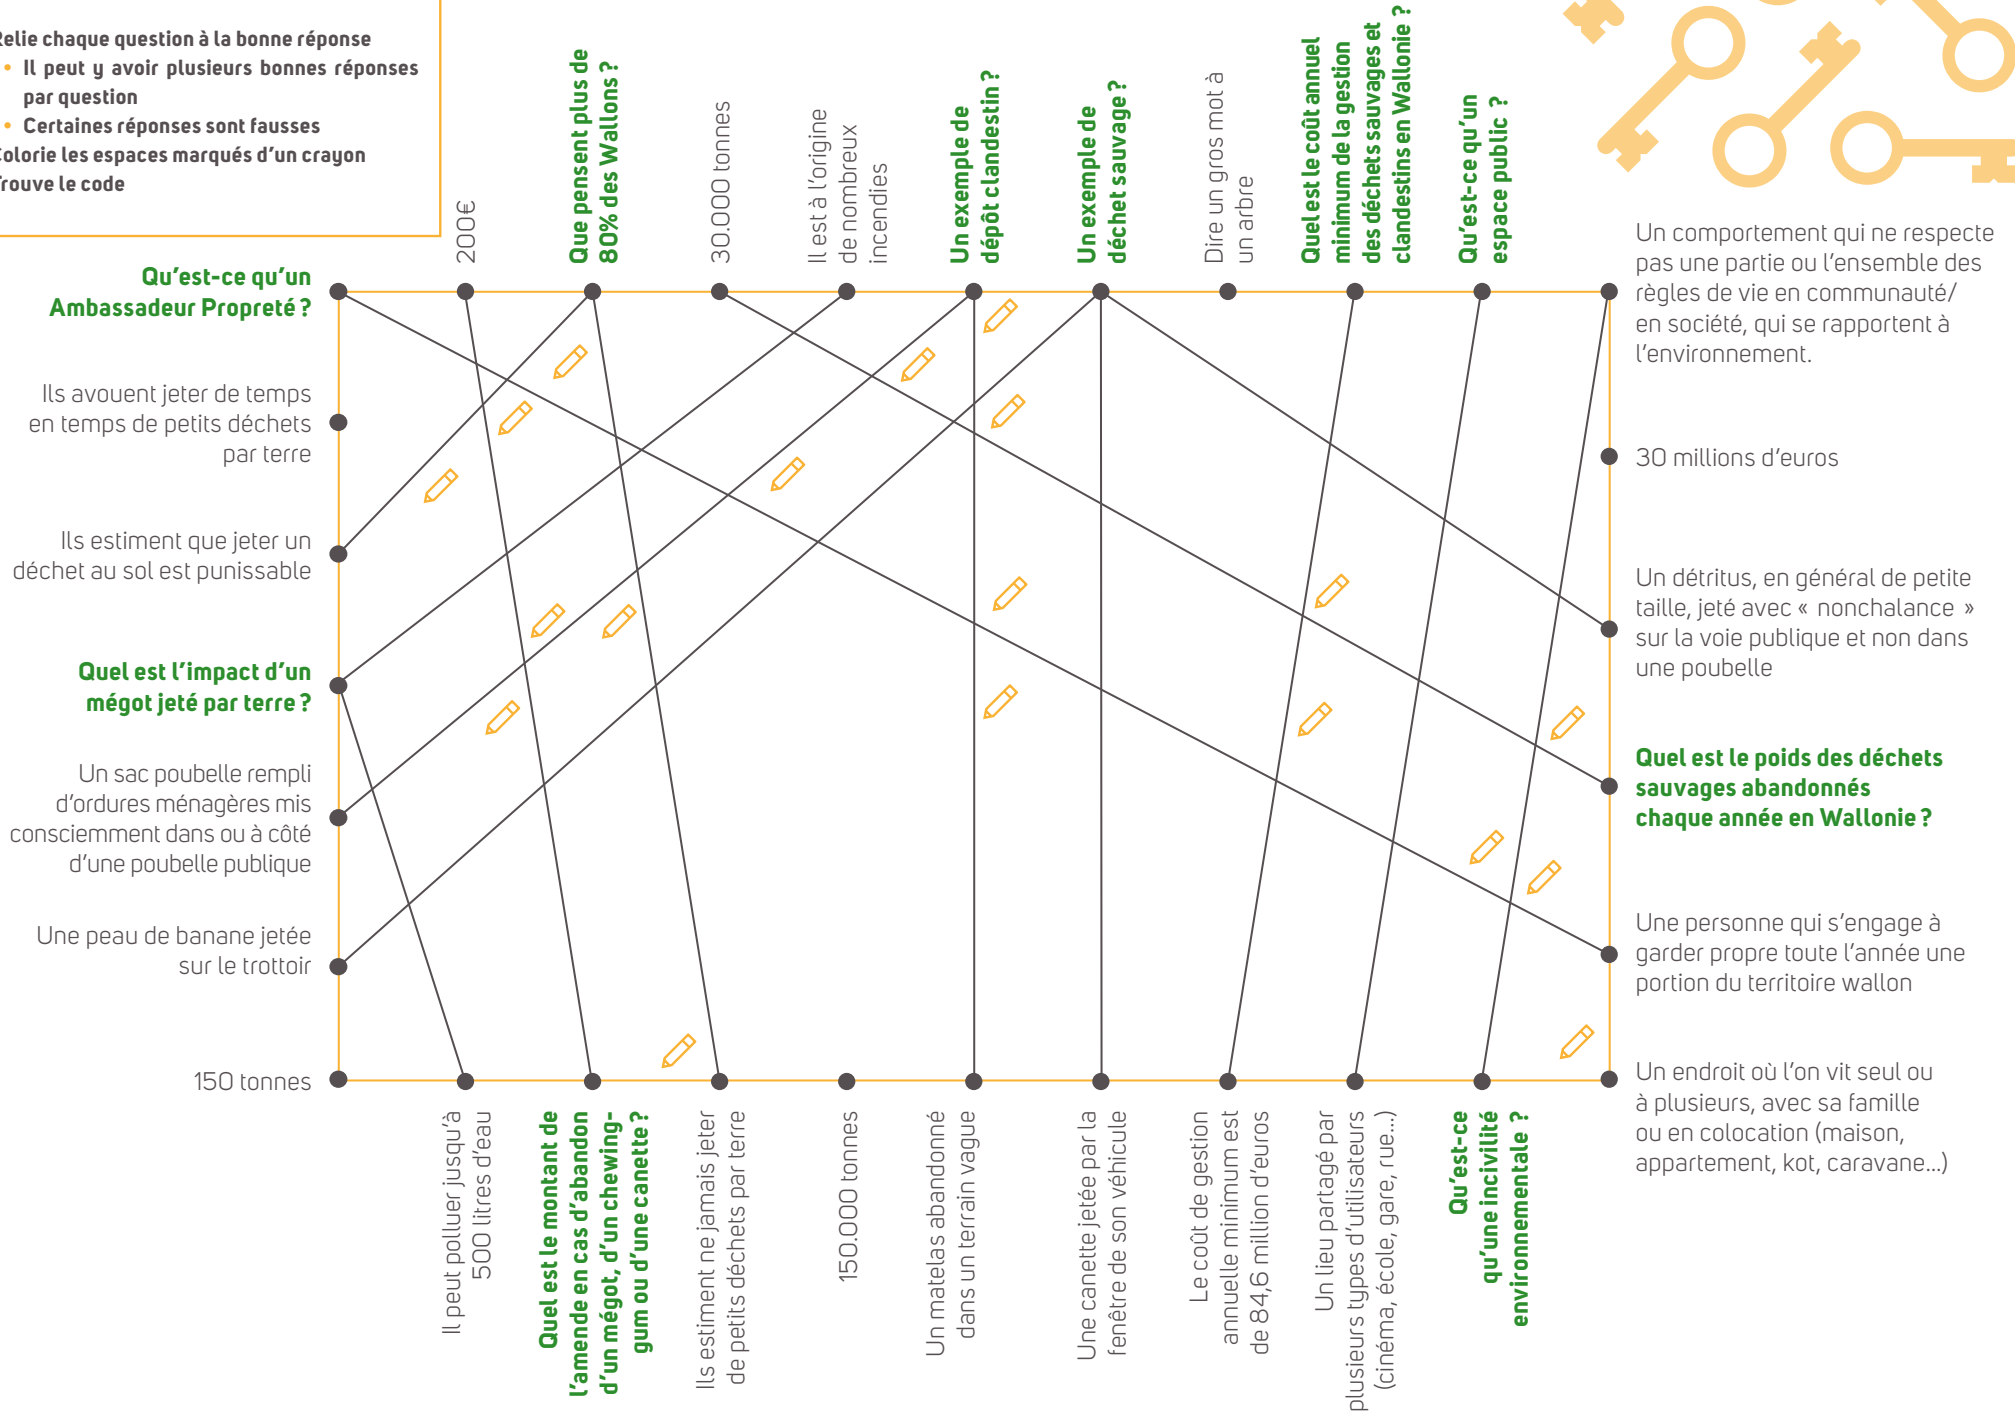 Relie chaque question à la bonne réponse
• Il peut y avoir plusieurs bonnes réponses
par question
• Certaines réponses sont fausses
Colorie les espaces marqués d'un crayon
Trouve le code
200€
Que pensent plus de
80% des Wallons ?
30.000 tonnes
Il est à l'origine
de nombreux
incendies
Un exemple de
dépôt clandestin ?
Un exemple de
déchet sauvage ?
Dire un gros mot à
un arbre
Quel est le coût annuel
minimum de la gestion
des déchets sauvages et
clandestins en Wallonie ?
Qu'est-ce qu'un
espace public ?
Qu'est-ce qu'un
Ambassadeur Propreté ?
Ils avouent jeter de temps
en temps de petits déchets
par terre
Ils estiment que jeter un
déchet au sol est punissable
Quel est l'impact d'un
mégot jeté par terre ?
Un sac poubelle rempli
d'ordures ménagères mis
consciemment dans ou à côté
d'une poubelle publique
Une peau de banane jetée
sur le trottoir
150 tonnes
Un comportement qui ne respecte
pas une partie ou l'ensemble des
règles de vie en communauté/
en société, qui se rapportent à
l'environnement.
30 millions d'euros
Un détritus, en général de petite
taille, jeté avec « nonchalance »
sur la voie publique et non dans
une poubelle
Quel est le poids des déchets
sauvages abandonnés
chaque année en Wallonie ?
Une personne qui s'engage à
garder propre toute l'année une
portion du territoire wallon
Un endroit où l'on vit seul ou
à plusieurs, avec sa famille
ou en colocation (maison,
appartement, kot, caravane...)
Il peut polluer jusqu'à
500 litres d'eau
Quel est le montant de
l'amende en cas d'abandon
d'un mégot, d'un chewing-
gum ou d'une canette ?
Ils estiment ne jamais jeter
de petits déchets par terre
150.000 tonnes
Un matelas abandonné
dans un terrain vague
Une canette jetée par la
fenêtre de son véhicule
Le coût de gestion
annuelle minimum est
de 84,6 million d'euros
Un lieu partagé par
plusieurs types d'utilisateurs
(cinéma, école, gare, rue...)
Qu'est-ce
qu'une incivilité
environnementale ?